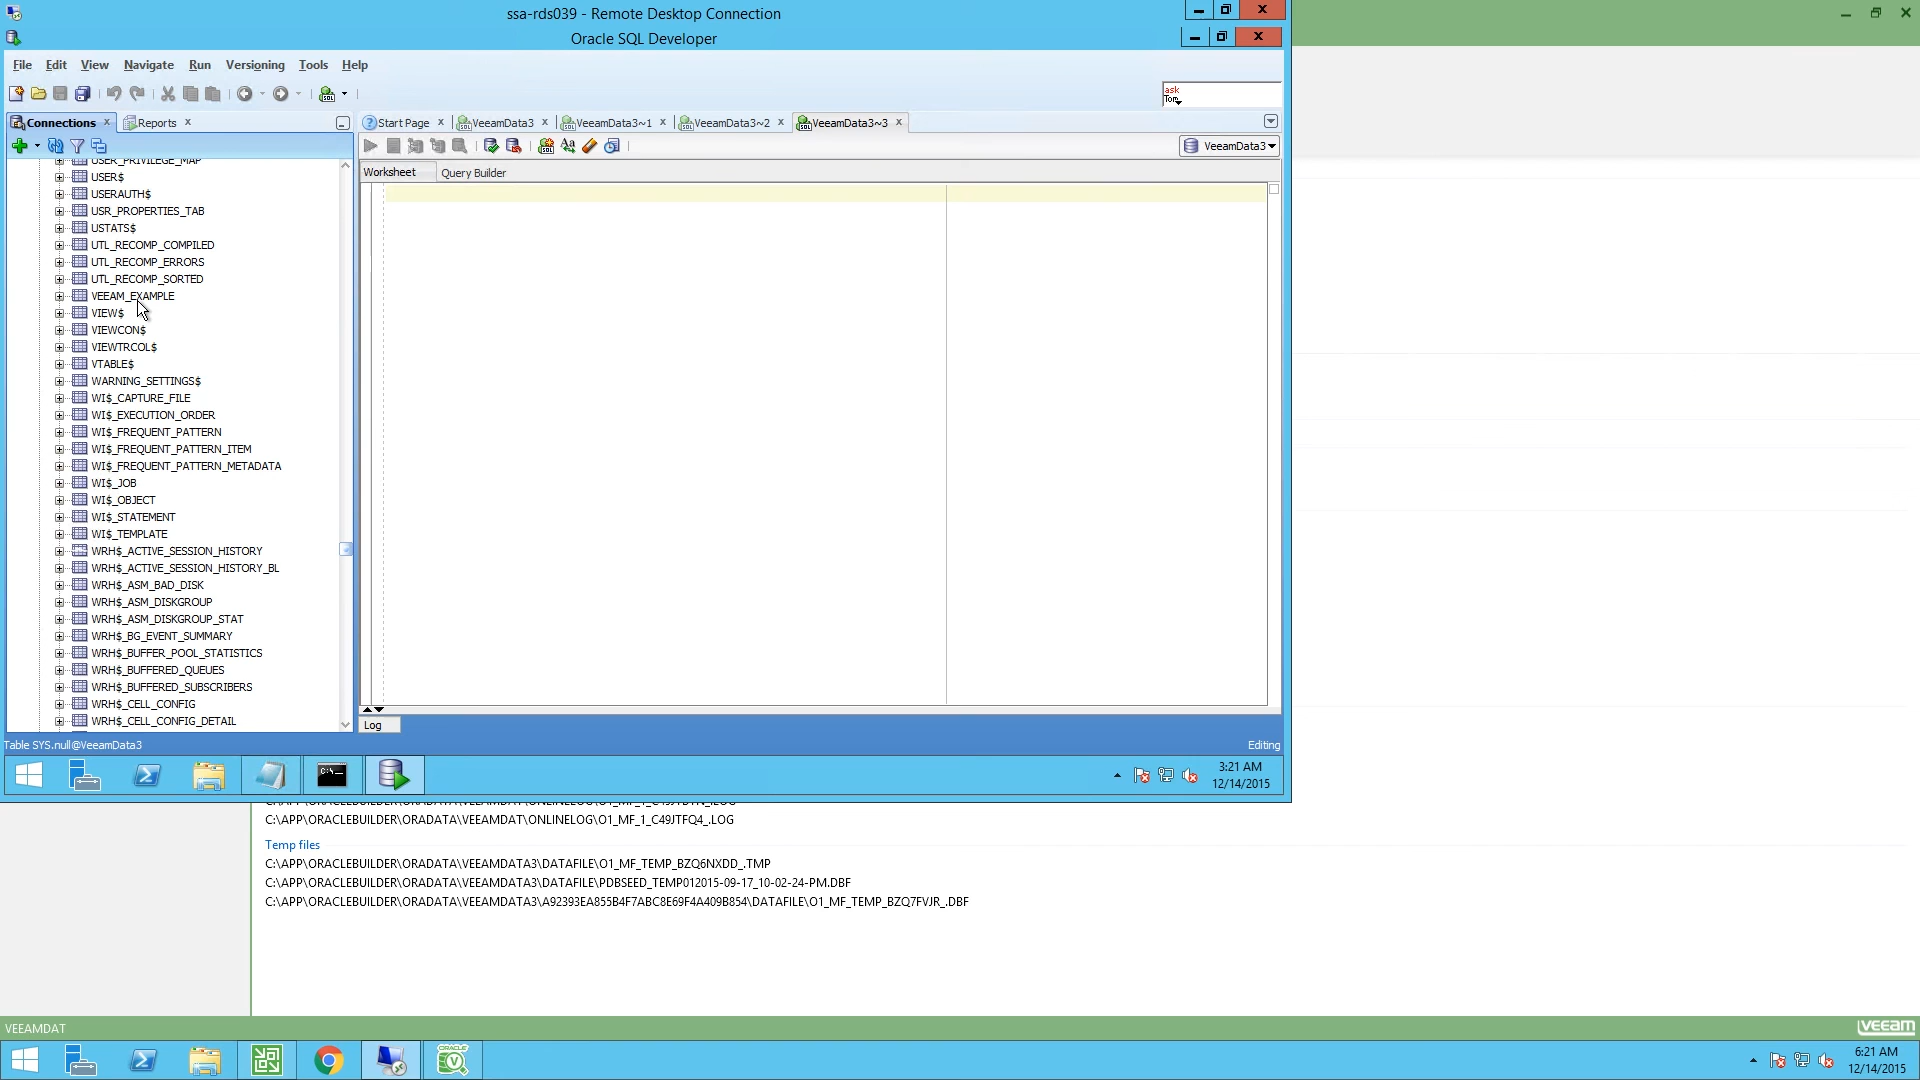 ssa-rds039 - Remote Desktop Connection
Oracle SQL Developer
File Edit View Navigate Run Versioning Tools Help
ask
Tom
Connections Reports
Start Page VeeamData3 VeeamData3~1 VeeamData3~2 VeeamData3~3
VeeamData3
Worksheet Query Builder
USER_PRIVILEGE_MAP
USER$
USERAUTH$
USR_PROPERTIES_TAB
USTATS$
UTL_RECOMP_COMPILED
UTL_RECOMP_ERRORS
UTL_RECOMP_SORTED
VEEAM_EXAMPLE
VIEW$
VIEWCON$
VIEWTRCOL$
VTABLE$
WARNING_SETTINGS$
WI$_CAPTURE_FILE
WI$_EXECUTION_ORDER
WI$_FREQUENT_PATTERN
WI$_FREQUENT_PATTERN_ITEM
WI$_FREQUENT_PATTERN_METADATA
WI$_JOB
WI$_OBJECT
WI$_STATEMENT
WI$_TEMPLATE
WRH$_ACTIVE_SESSION_HISTORY
WRH$_ACTIVE_SESSION_HISTORY_BL
WRH$_ASM_BAD_DISK
WRH$_ASM_DISKGROUP
WRH$_ASM_DISKGROUP_STAT
WRH$_BG_EVENT_SUMMARY
WRH$_BUFFER_POOL_STATISTICS
WRH$_BUFFERED_QUEUES
WRH$_BUFFERED_SUBSCRIBERS
WRH$_CELL_CONFIG
WRH$_CELL_CONFIG_DETAIL
Log
Table SYS.null@VeeamData3
Editing
3:21 AM
12/14/2015
C:\APP\ORACLEBUILDER\ORADATA\VEEAMDAT\ONLINELOG\O1_MF_1_C49JTFQ4_.LOG
Temp files
C:\APP\ORACLEBUILDER\ORADATA\VEEAMDATA3\DATAFILE\O1_MF_TEMP_BZQ6NXDD_.TMP
C:\APP\ORACLEBUILDER\ORADATA\VEEAMDATA3\DATAFILE\PDBSEED_TEMP012015-09-17_10-02-24-PM.DBF
C:\APP\ORACLEBUILDER\ORADATA\VEEAMDATA3\A92393EA855B4F7ABC8E69F4A409B854\DATAFILE\O1_MF_TEMP_BZQ7FVJR_.DBF
VEEAMDAT
veeam
ORACLE
6:21 AM
12/14/2015